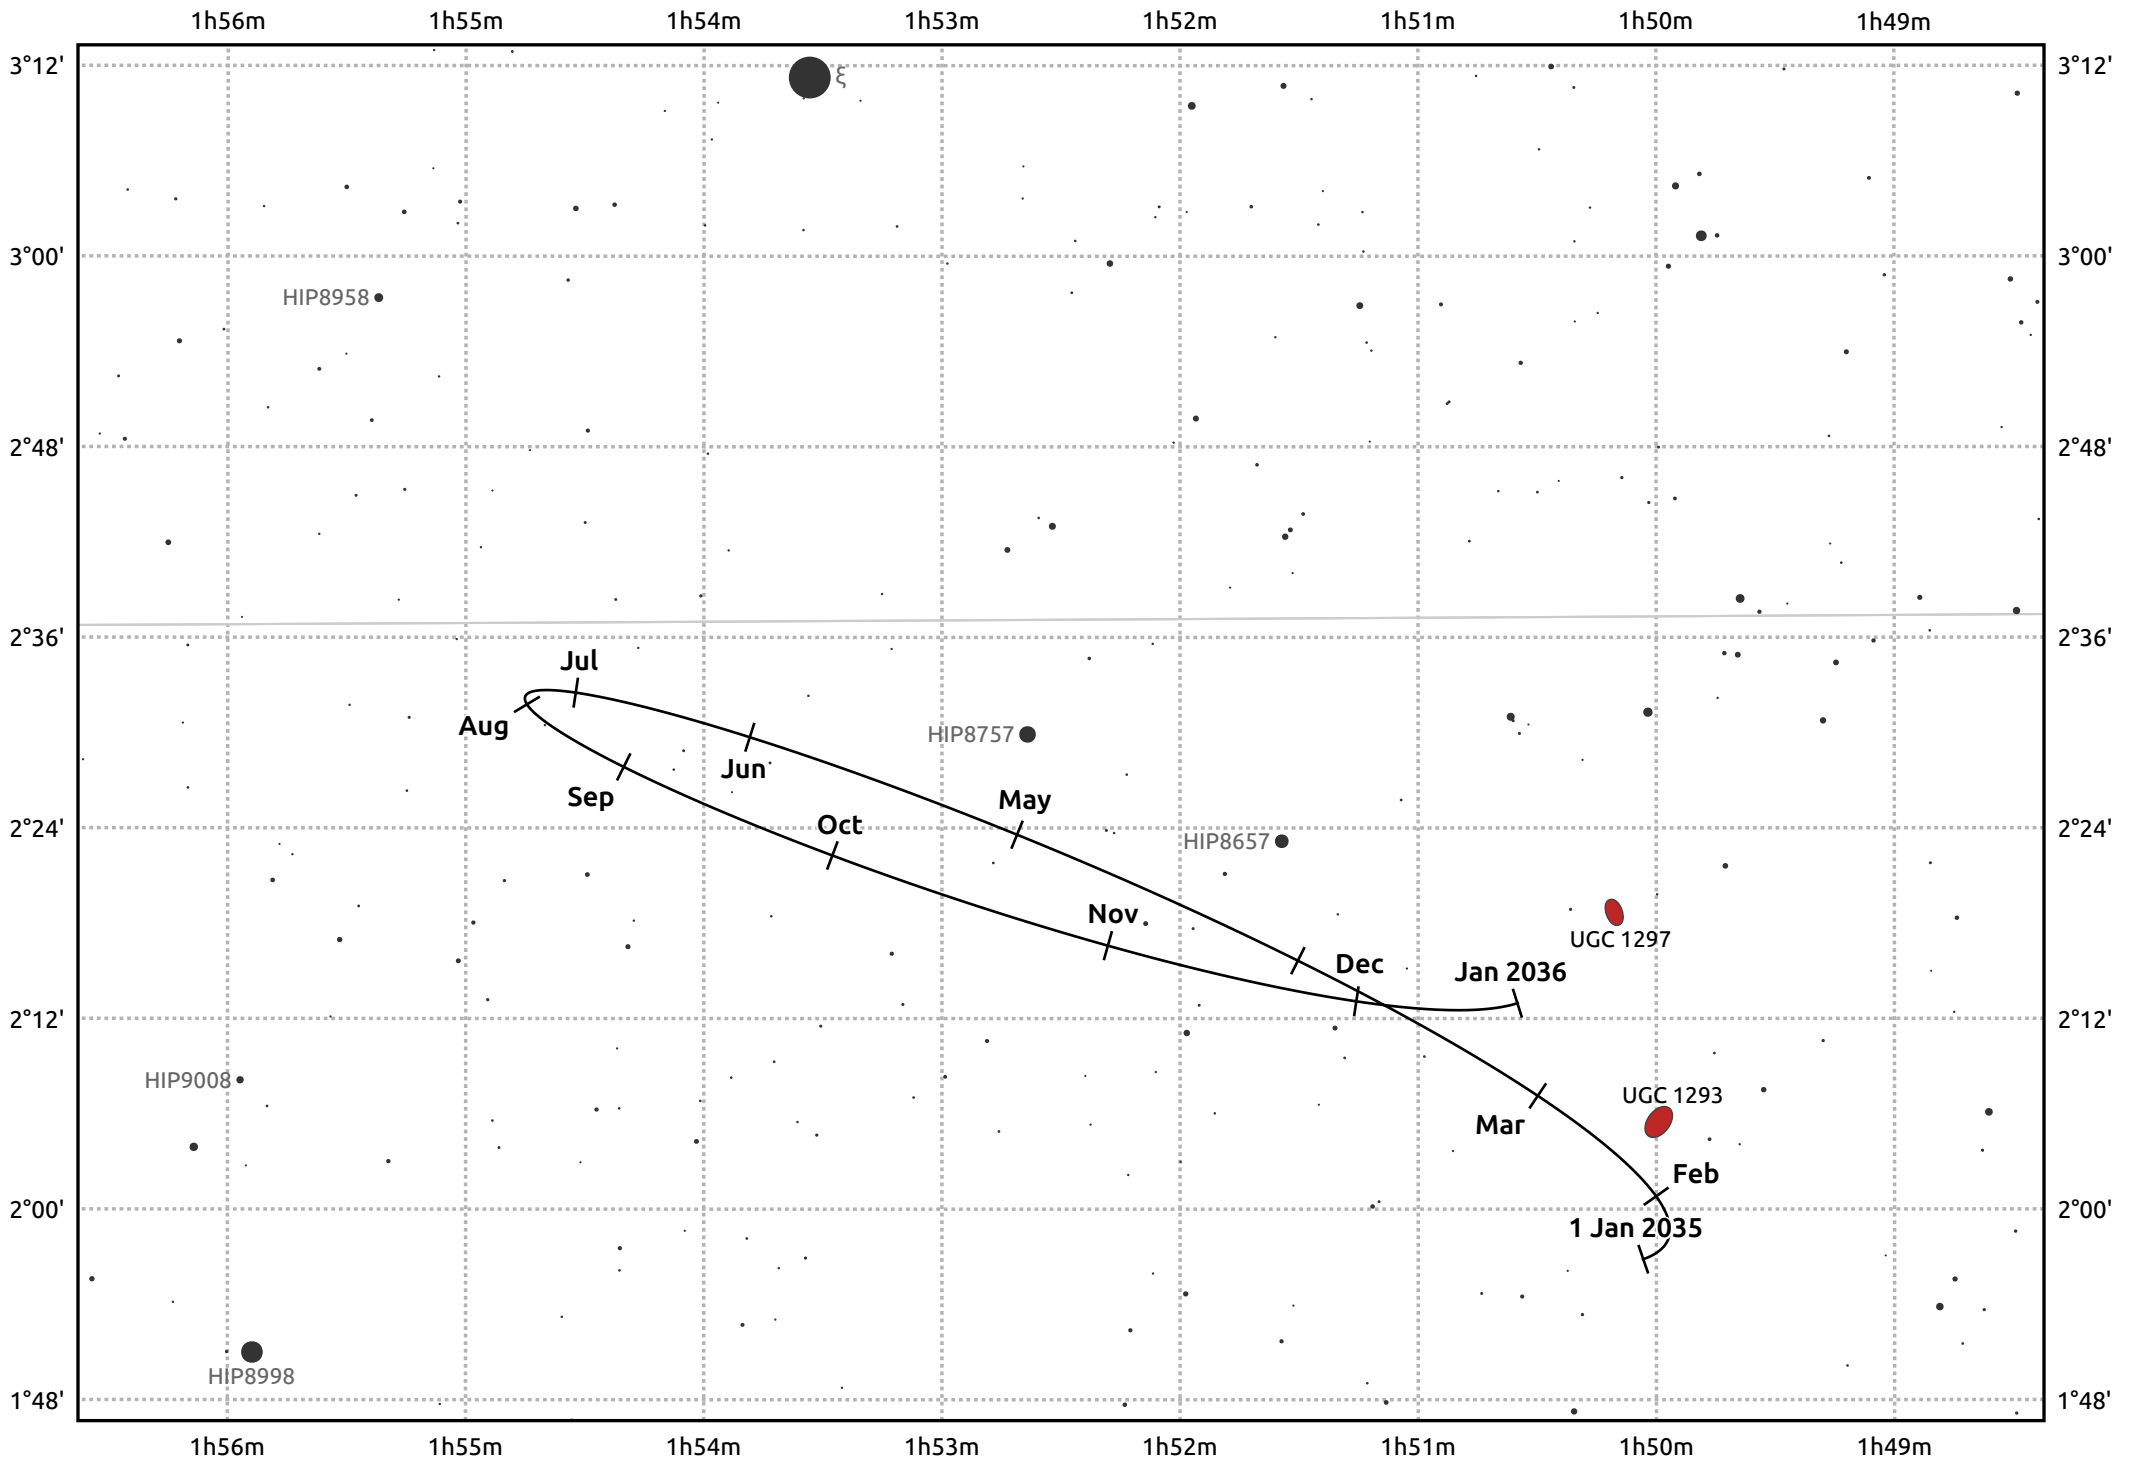 1h56m 1h55m 1h54m 1h53m 1h52m 1h51m 1h50m 1h49m
3°12' ξ 3°12'
3°00' 3°00'
HIP8958
2°48' 2°48'
2°36' 2°36'
Jul
Aug
HIP8757
Jun
Sep
May
Oct
2°24' 2°24'
HIP8657
Nov
UGC 1297
Dec
Jan 2036
2°12' 2°12'
HIP9008
UGC 1293
Mar
Feb
2°00' 2°00'
1 Jan 2035
HIP8998
1°48' 1°48'
1h56m 1h55m 1h54m 1h53m 1h52m 1h51m 1h50m 1h49m